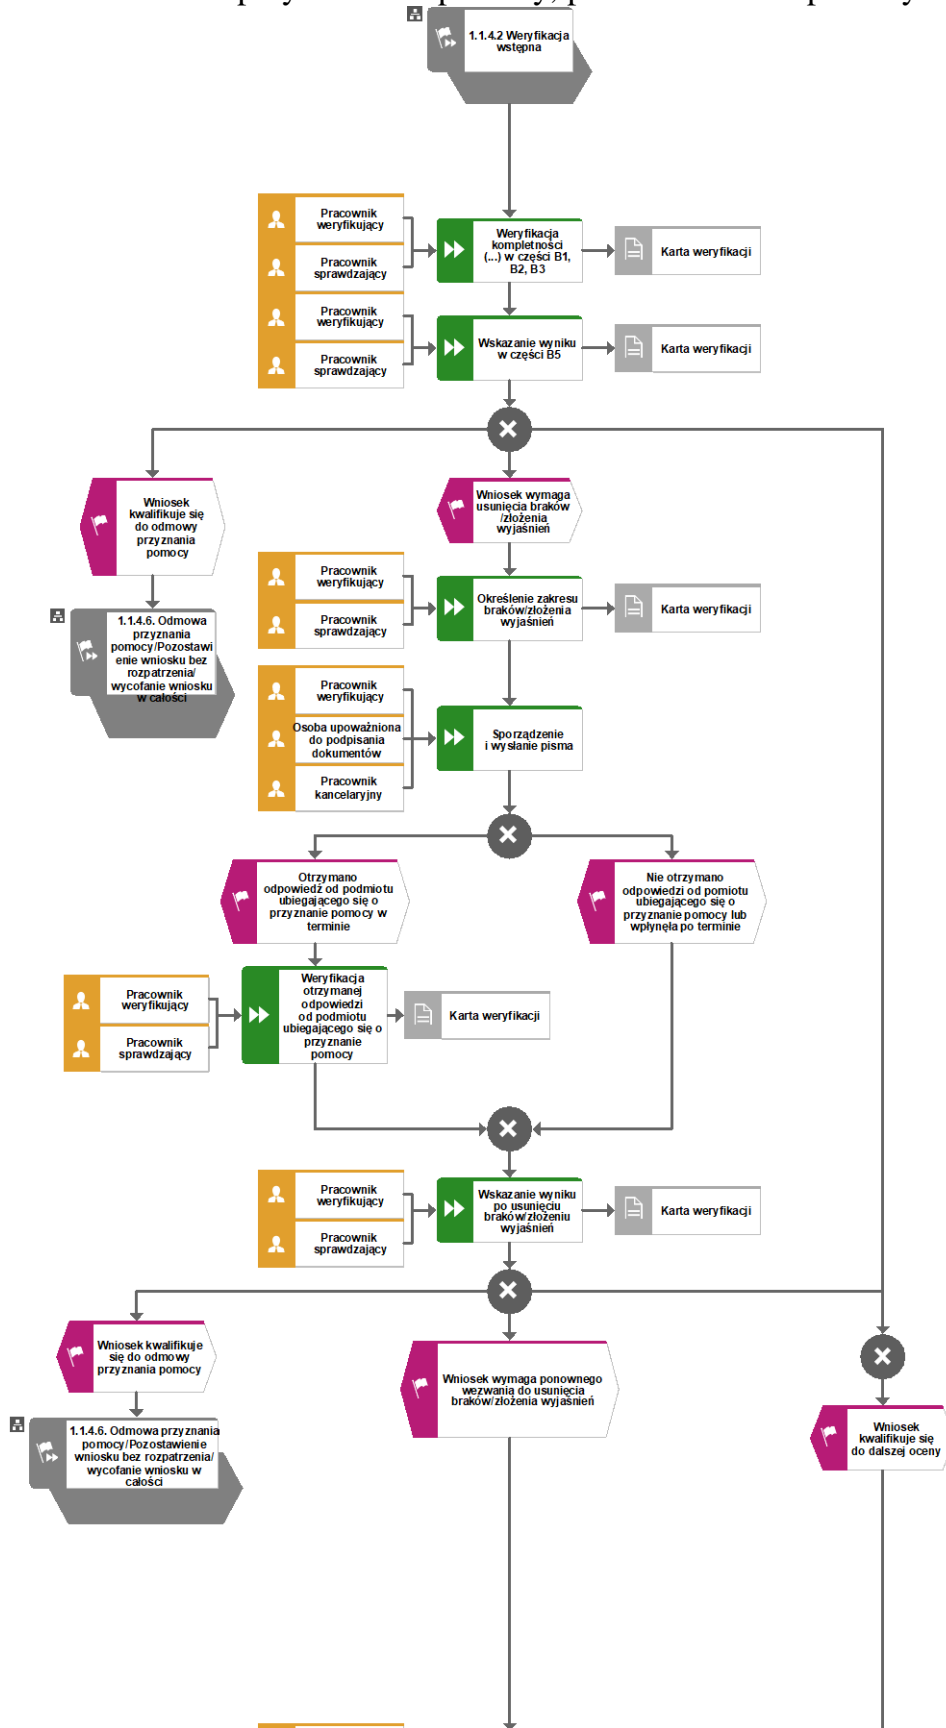 1.1.4.2 Weryfikacja
wstępna
Pracownik
weryfikujący
Pracownik
sprawdzający
Weryfikacja
kompletności
(...) w części B1,
B2, B3
Karta weryfikacji
Pracownik
weryfikujący
Pracownik
sprawdzający
Wskazanie wyniku
w części B5
Karta weryfikacji
Wniosek
kwalifikuje się
do odmowy
przyznania
pomocy
Wniosek wymaga
usunięcia braków
/złożenia
wyjaśnień
1.1.4.6. Odmowa
przyznania
pomocy/Pozostawi
enie wniosku bez
rozpatrzenia/
wycofanie wniosku
w całości
Pracownik
weryfikujący
Pracownik
sprawdzający
Określenie zakresu
braków/złożenia
wyjaśnień
Karta weryfikacji
Pracownik
weryfikujący
Osoba upoważniona
do podpisania
dokumentów
Pracownik
kancelaryjny
Sporządzenie
i wysłanie pisma
Otrzymano
odpowiedź od podmiotu
ubiegającego się o
przyznanie pomocy w
terminie
Nie otrzymano
odpowiedzi od pomiotu
ubiegającego się o
przyznanie pomocy lub
wpłynęła po terminie
Pracownik
weryfikujący
Pracownik
sprawdzający
Weryfikacja
otrzymanej
odpowiedzi
od podmiotu
ubiegającego się o
przyznanie
pomocy
Karta weryfikacji
Pracownik
weryfikujący
Pracownik
sprawdzający
Wskazanie wyniku
po usunięciu
braków/złożeniu
wyjaśnień
Karta weryfikacji
Wniosek kwalifikuje
się do odmowy
przyznania pomocy
Wniosek wymaga ponownego
wezwania do usunięcia
braków/złożenia wyjaśnień
Wniosek
kwalifikuje się
do dalszej oceny
1.1.4.6. Odmowa przyznania
pomocy/Pozostawienie
wniosku bez rozpatrzenia/
wycofanie wniosku w
całości